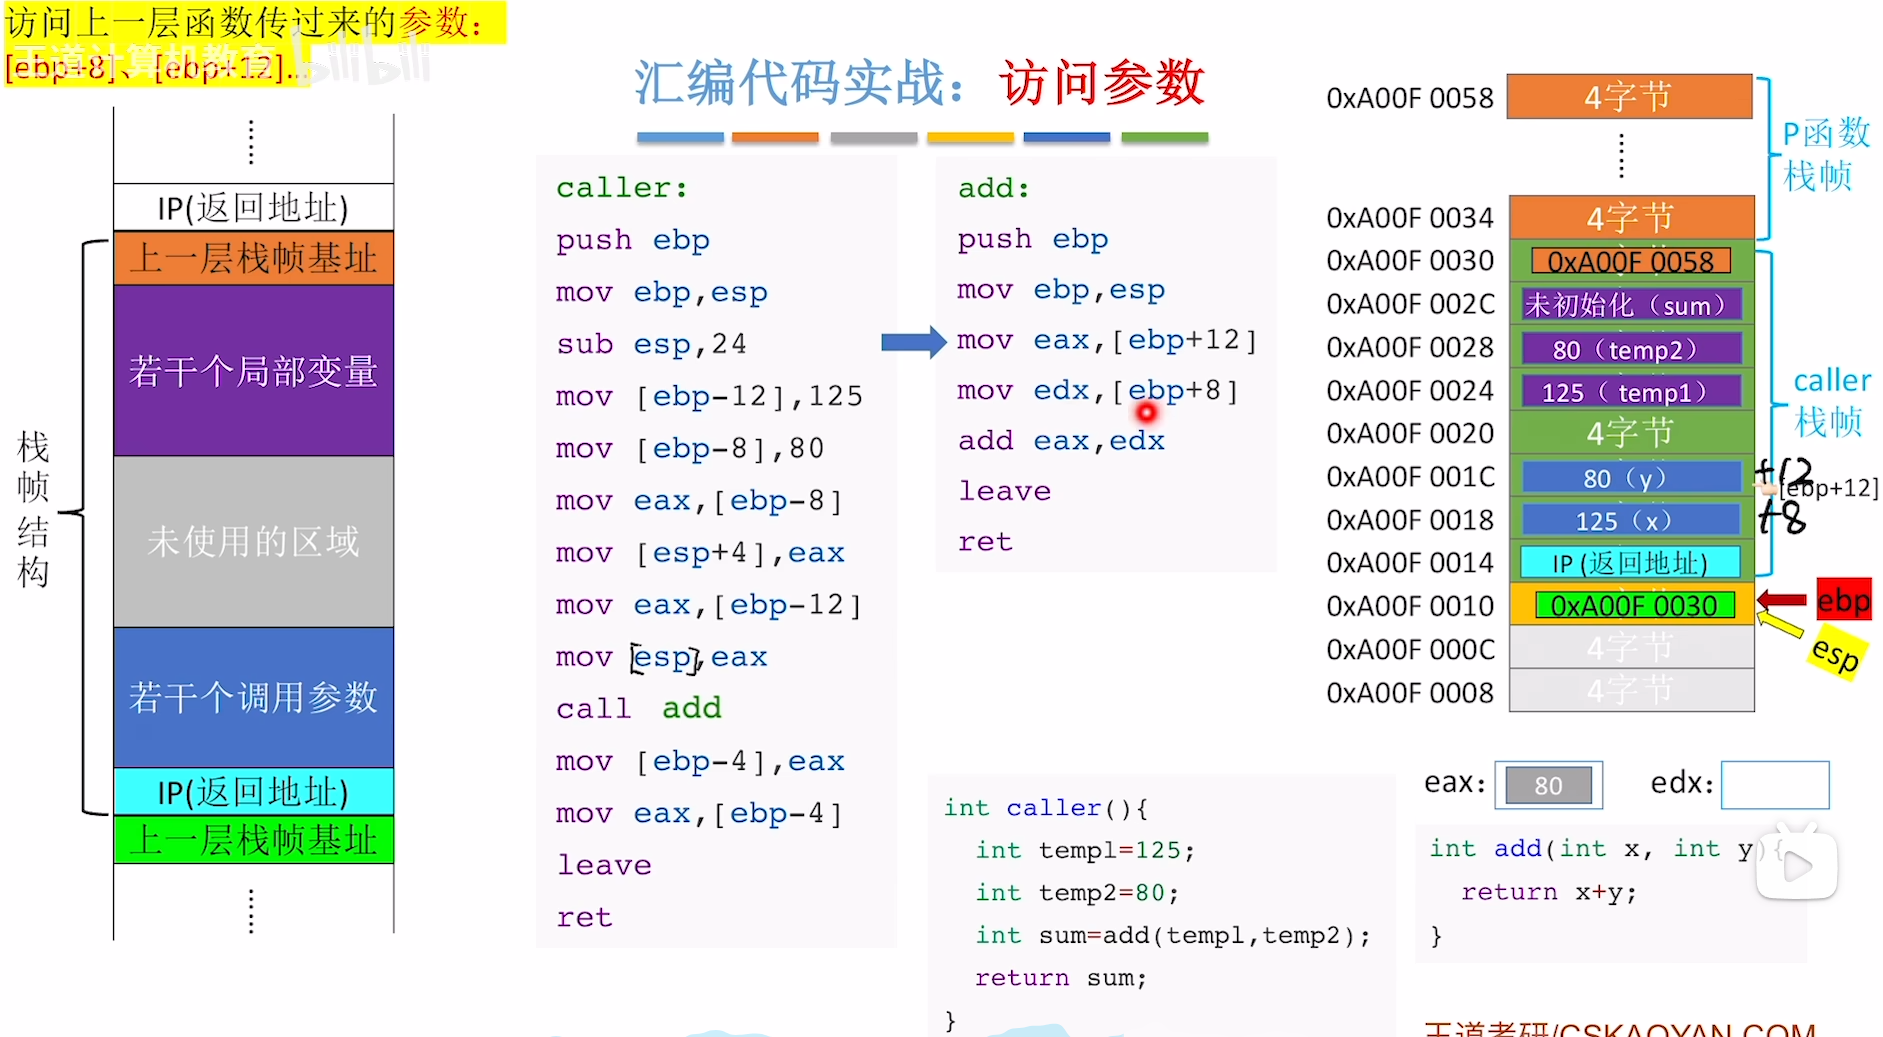 访问上一层函数传过来的参数：
[ebp+8]、[ebp+12]...
王道计算机教育 bilibili
汇编代码实战：访问参数
IP(返回地址)
上一层栈帧基址
若干个局部变量
未使用的区域
若干个调用参数
IP(返回地址)
上一层栈帧基址
栈帧结构
caller:
push ebp
mov ebp,esp
sub esp,24
mov [ebp-12],125
mov [ebp-8],80
mov eax,[ebp-8]
mov [esp+4],eax
mov eax,[ebp-12]
mov [esp],eax
call add
mov [ebp-4],eax
mov eax,[ebp-4]
leave
ret
add:
push ebp
mov ebp,esp
mov eax,[ebp+12]
mov edx,[ebp+8]
add eax,edx
leave
ret
int caller(){
int temp1=125;
int temp2=80;
int sum=add(temp1,temp2);
return sum;
}
0xA00F 0058 4字节
P函数
栈帧
0xA00F 0034 4字节
0xA00F 0030 0xA00F 0058
0xA00F 002C 未初始化（sum）
0xA00F 0028 80（temp2）
0xA00F 0024 125（temp1）
caller
栈帧
0xA00F 0020 4字节
0xA00F 001C 80（y） +12 [ebp+12]
0xA00F 0018 125（x） +8
0xA00F 0014 IP (返回地址)
0xA00F 0010 0xA00F 0030 ebp
esp
0xA00F 000C 4字节
0xA00F 0008 4字节
eax: 80 edx:
int add(int x, int y){
return x+y;
}
王道考研/CSKAOYAN.COM